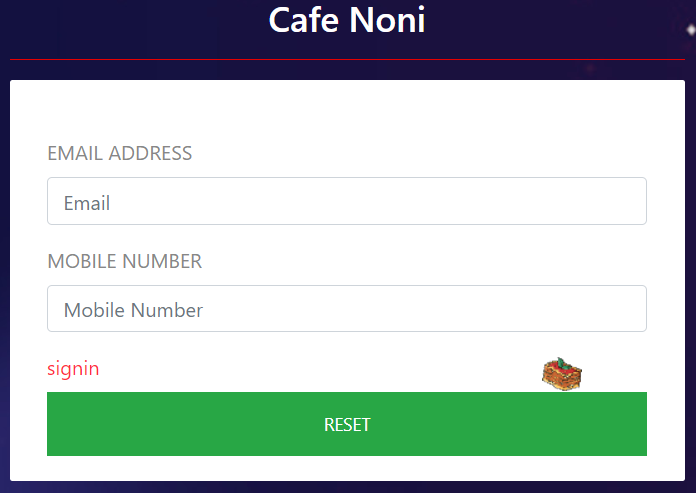 Cafe Noni
EMAIL ADDRESS
Email
MOBILE NUMBER
Mobile Number
signin
RESET